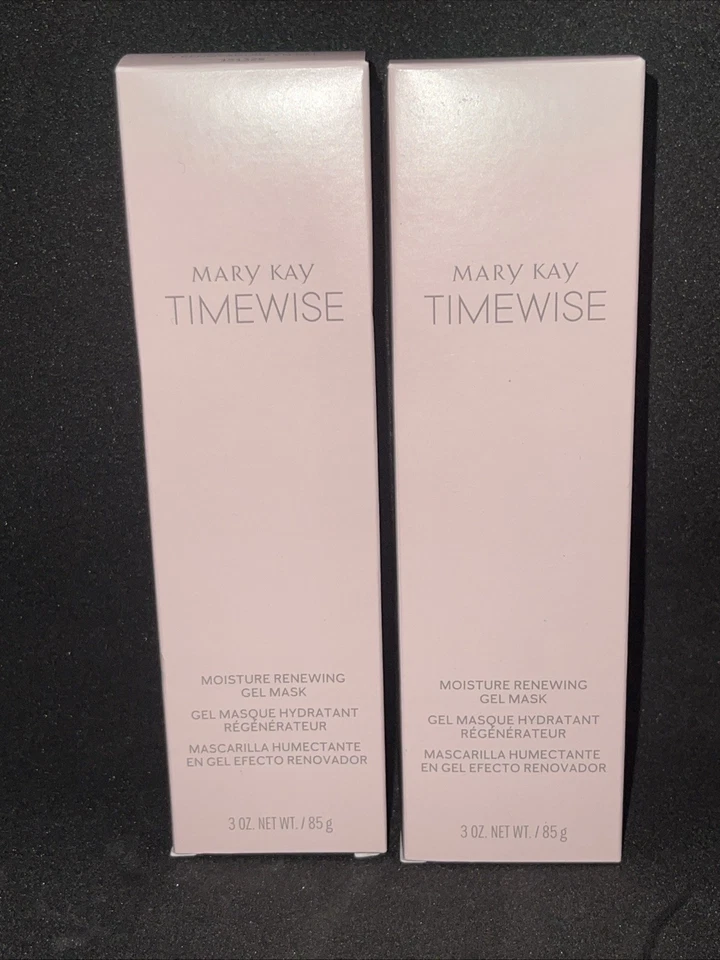 MARY KAY
TIMEWISE
MOISTURE RENEWING
GEL MASK
GEL MASQUE HYDRATANT
RÉGÉNÉRATEUR
MASCARILLA HUMECTANTE
EN GEL EFECTO RENOVADOR
3 OZ. NET WT. / 85 g
MARY KAY
TIMEWISE
MOISTURE RENEWING
GEL MASK
GEL MASQUE HYDRATANT
RÉGÉNÉRATEUR
MASCARILLA HUMECTANTE
EN GEL EFECTO RENOVADOR
3 OZ. NET WT. / 85 g